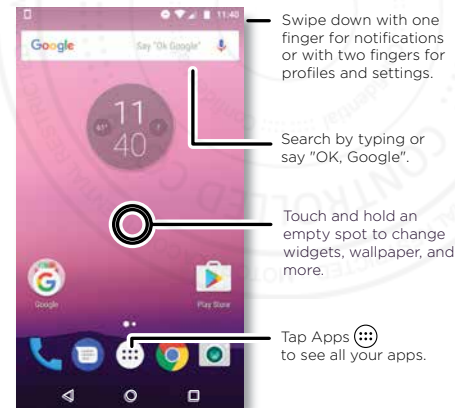 11:40
Google
Say "Ok Google"
11
40
61°
Google
Play Store
Swipe down with one
finger for notifications
or with two fingers for
profiles and settings.
Search by typing or
say "OK, Google".
Touch and hold an
empty spot to change
widgets, wallpaper, and
more.
Tap Apps
to see all your apps.